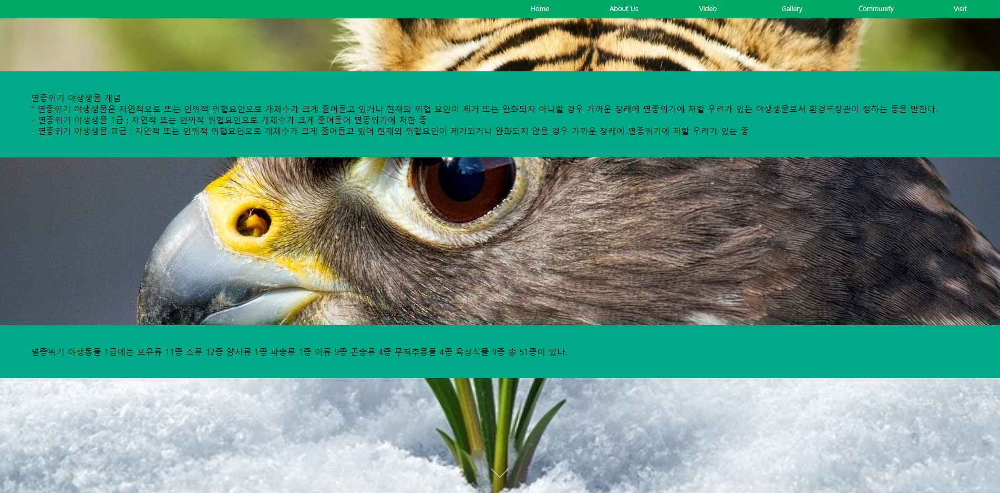 Home About Us Video Gallery Community Visit
멸종위기 야생생물 개념
° 멸종위기 야생생물은 자연적으로 또는 인위적 위협요인으로 개체수가 크게 줄어들고 있거나 현재의 위협 요인이 제거 또는 완화되지 아니할 경우 가까운 장래에 멸종위기에 처할 우려가 있는 야생생물로서 환경부장관이 정하는 종을 말한다.
- 멸종위기 야생생물 1급 : 자연적 또는 인위적 위협요인으로 개체수가 크게 줄어들어 멸종위기에 처한 종
- 멸종위기 야생생물 Ⅱ급 : 자연적 또는 인위적 위협요인으로 개체수가 크게 줄어들고 있어 현재의 위협요인이 제거되거나 완화되지 않을 경우 가까운 장래에 멸종위기에 처할 우려가 있는 종
멸종위기 야생동물 1급에는 포유류 11종 조류 12종 양서류 1종 파충류 1종 어류 9종 곤충류 4종 무척추동물 4종 육상식물 9종 총 51종이 있다.